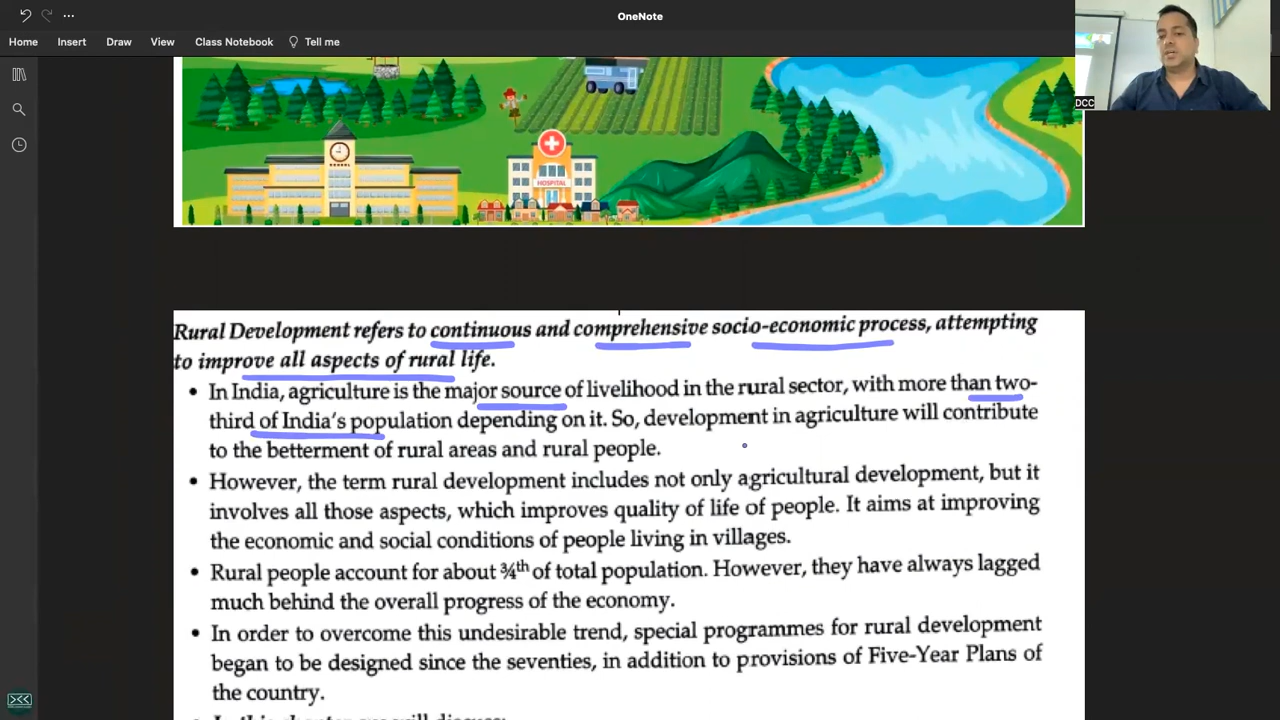 OneNote
Home Insert Draw View Class Notebook Tell me
DCC
SCHOOL
HOSPITAL
Rural Development refers to continuous and comprehensive socio-economic process, attempting
to improve all aspects of rural life.
• In India, agriculture is the major source of livelihood in the rural sector, with more than two-
third of India's population depending on it. So, development in agriculture will contribute
to the betterment of rural areas and rural people.
• However, the term rural development includes not only agricultural development, but it
involves all those aspects, which improves quality of life of people. It aims at improving
the economic and social conditions of people living in villages.
• Rural people account for about ¾th of total population. However, they have always lagged
much behind the overall progress of the economy.
• In order to overcome this undesirable trend, special programmes for rural development
began to be designed since the seventies, in addition to provisions of Five-Year Plans of
the country.
• In this chapter, we will discuss: